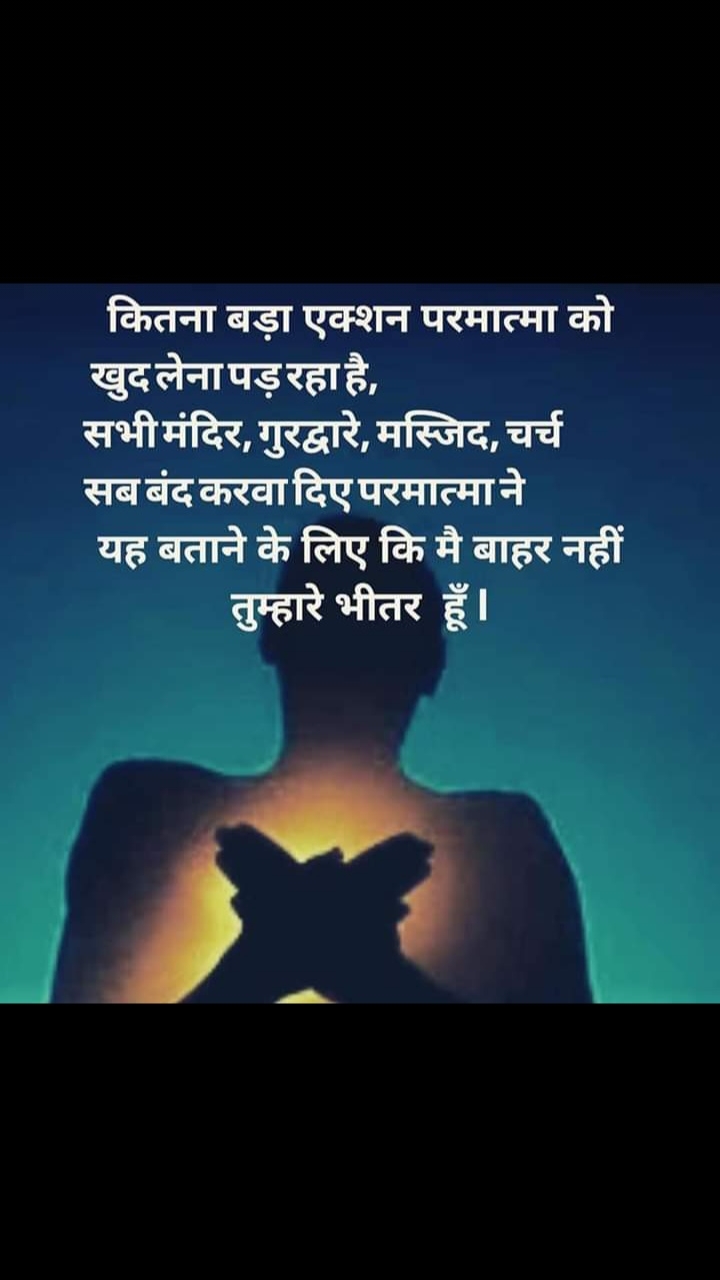 कितना बड़ा एक्शन परमात्मा को
खुद लेना पड़ रहा है,
सभी मंदिर, गुरद्वारे, मस्जिद, चर्च
सब बंद करवा दिए परमात्मा ने
यह बताने के लिए कि मै बाहर नहीं
तुम्हारे भीतर हूँ।